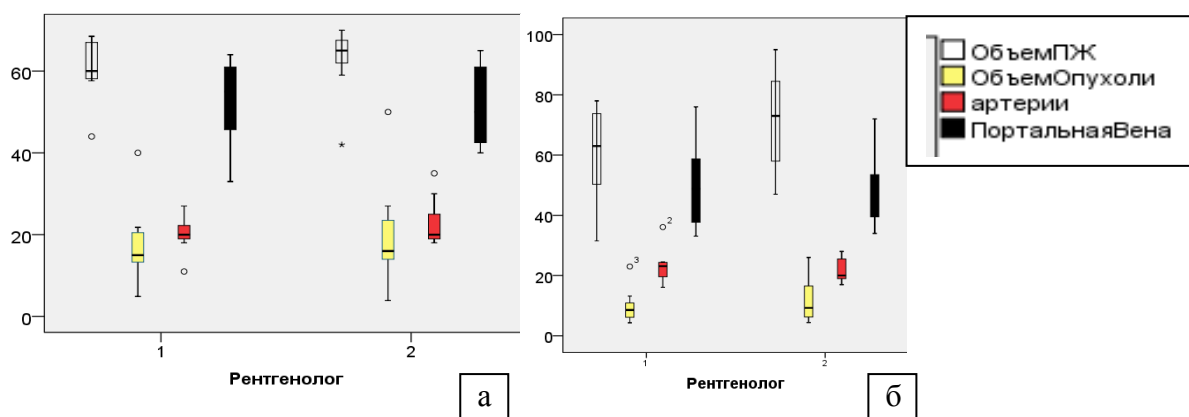 60
40
20
0
1
2
Рентгенолог
а
100
80
60
40
20
0
2
3
1
2
Рентгенолог
б
ОбъемПЖ
ОбъемОпухоли
артерии
ПортальнаяВена